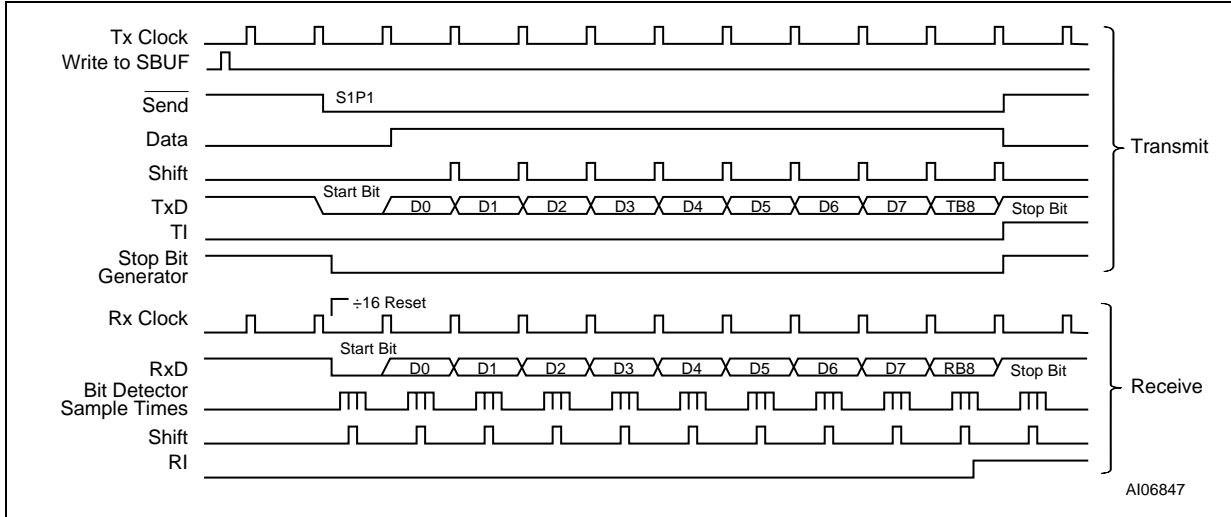 Tx Clock
Write to SBUF
Send
S1P1
Data
Shift
Start Bit
TxD
D0 D1 D2 D3 D4 D5 D6 D7 TB8 Stop Bit
TI
Stop Bit
Generator
Transmit
÷16 Reset
Rx Clock
Start Bit
RxD
D0 D1 D2 D3 D4 D5 D6 D7 RB8 Stop Bit
Bit Detector
Sample Times
Shift
RI
Receive
AI06847